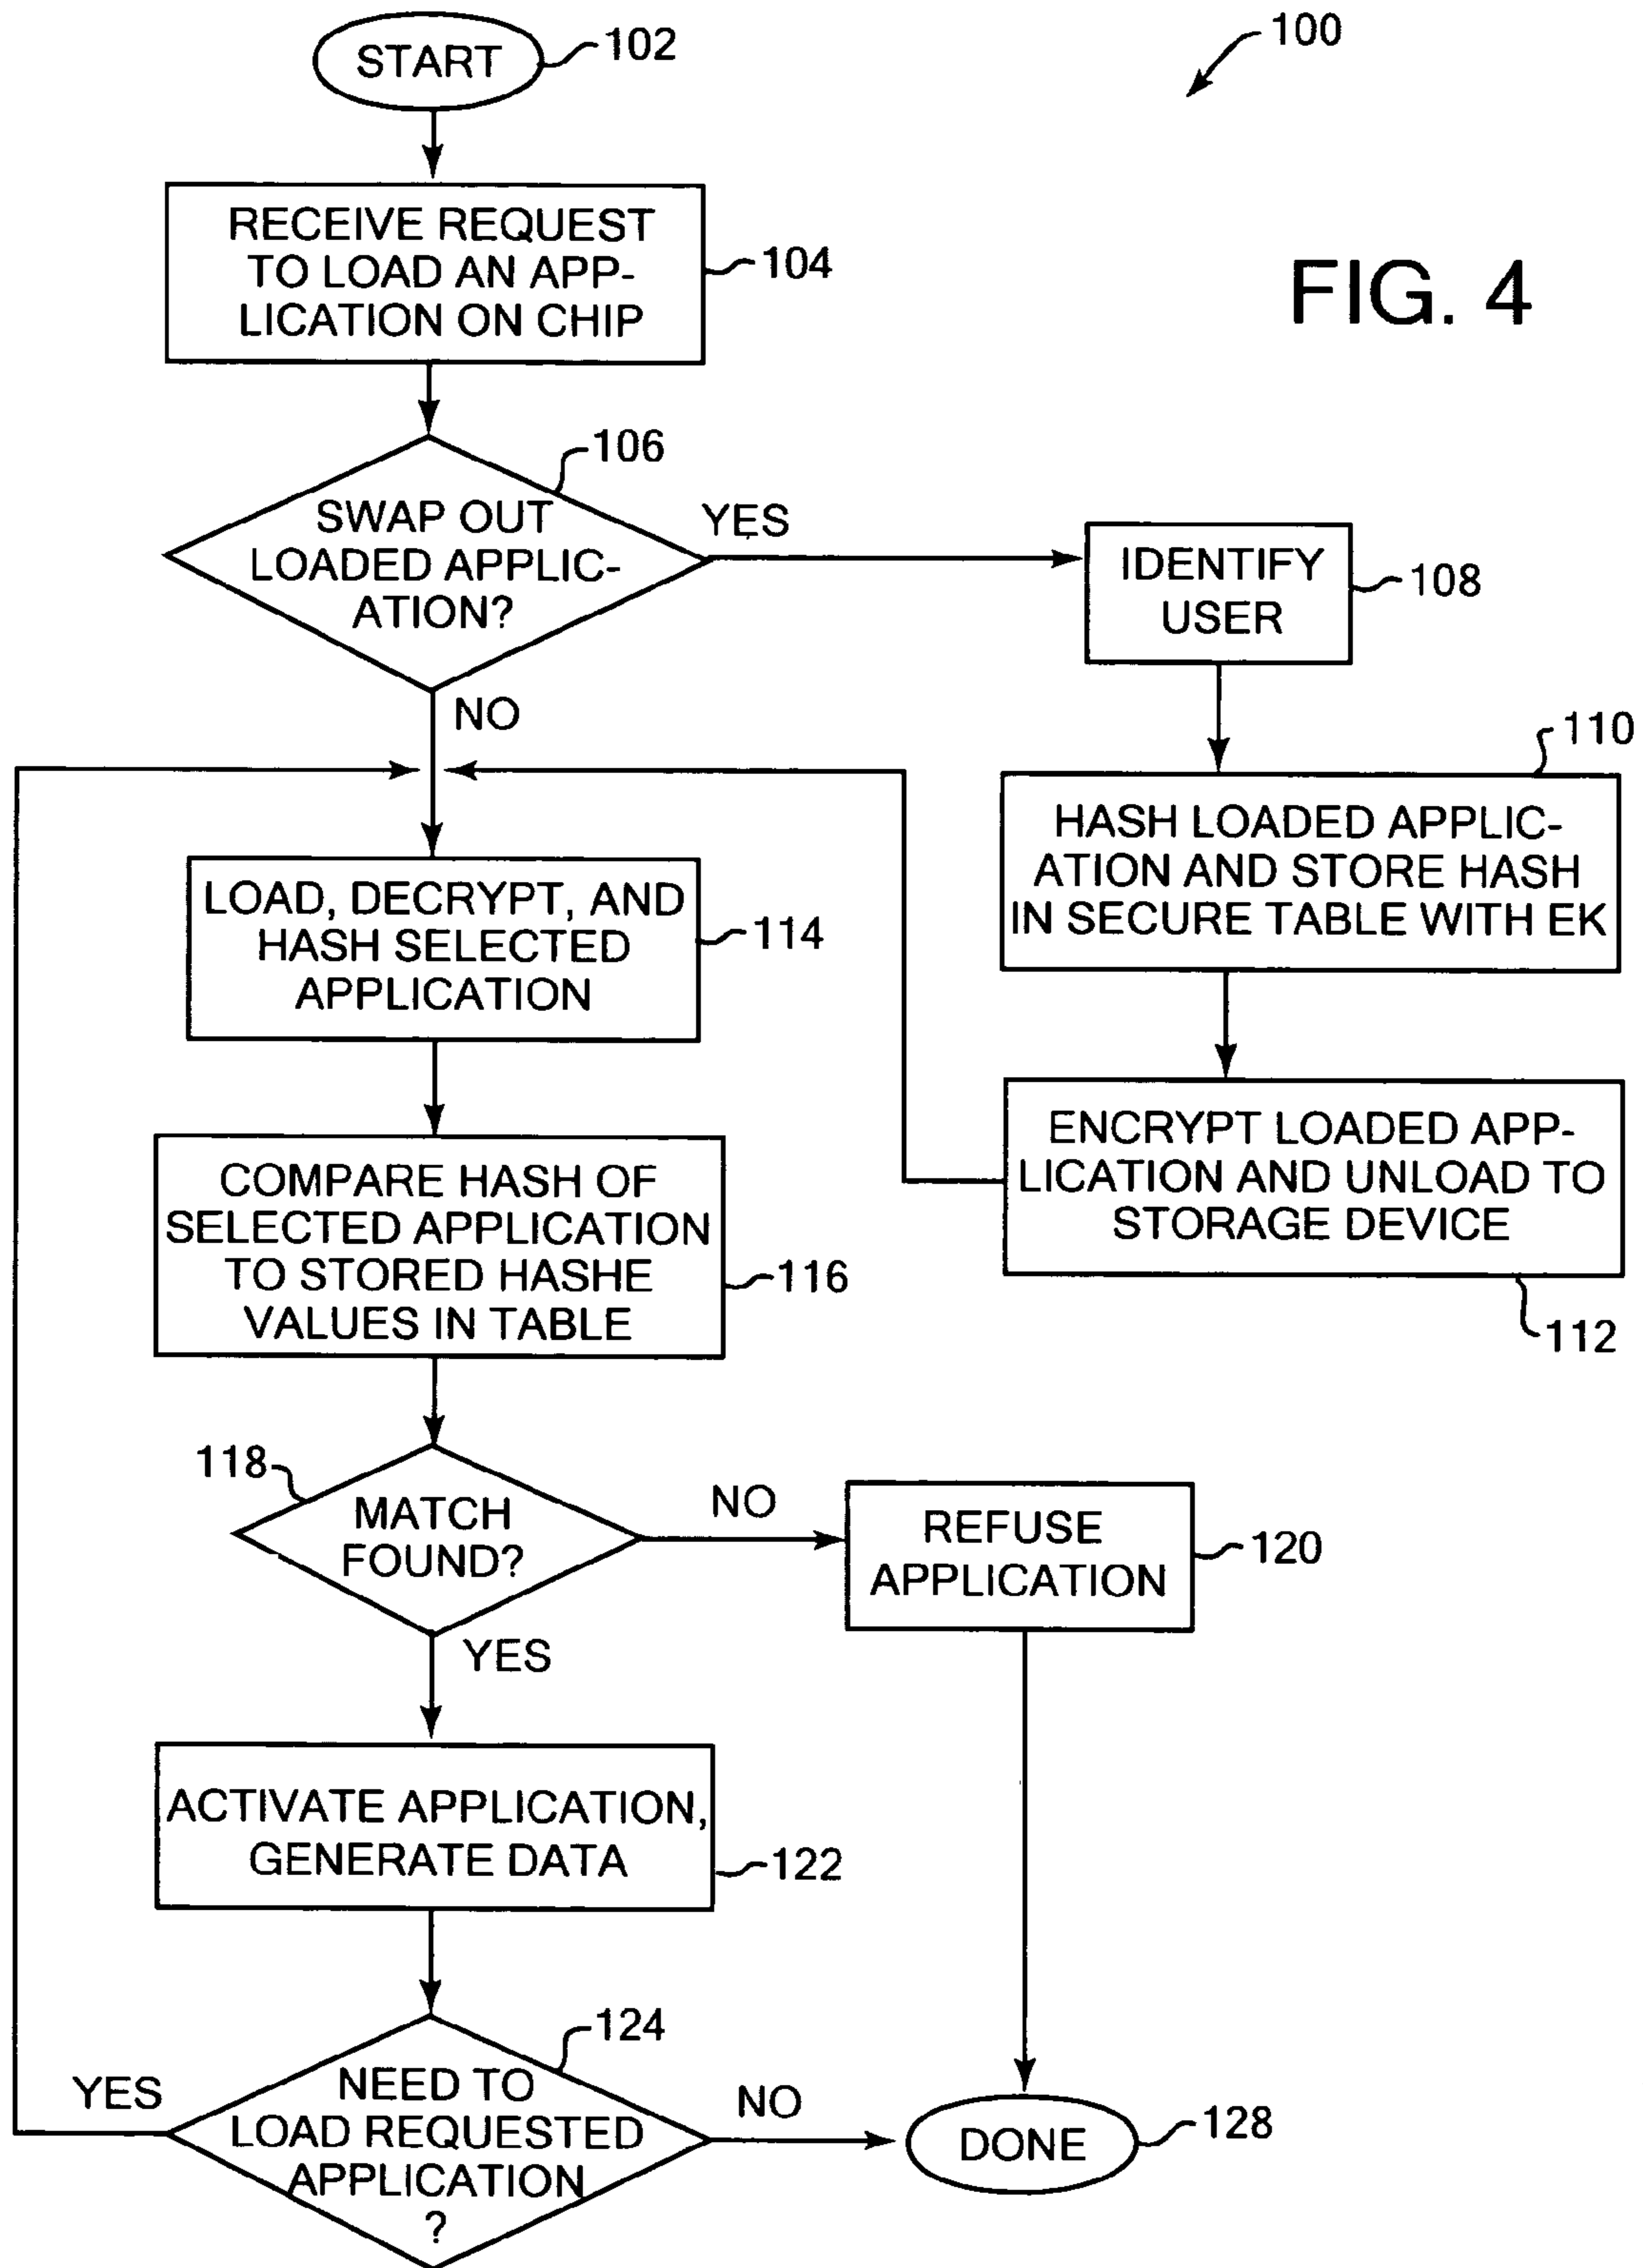 START
102
100
RECEIVE REQUEST
TO LOAD AN APP-
LICATION ON CHIP
104
FIG. 4
106
SWAP OUT
LOADED APPLIC-
ATION?
YES
IDENTIFY
USER
108
NO
110
HASH LOADED APPLIC-
ATION AND STORE HASH
IN SECURE TABLE WITH EK
LOAD, DECRYPT, AND
HASH SELECTED
APPLICATION
114
ENCRYPT LOADED APP-
LICATION AND UNLOAD TO
STORAGE DEVICE
112
COMPARE HASH OF
SELECTED APPLICATION
TO STORED HASHE
VALUES IN TABLE
116
118
MATCH
FOUND?
NO
REFUSE
APPLICATION
120
YES
ACTIVATE APPLICATION,
GENERATE DATA
122
124
YES
NEED TO
LOAD REQUESTED
APPLICATION
?
NO
DONE
128